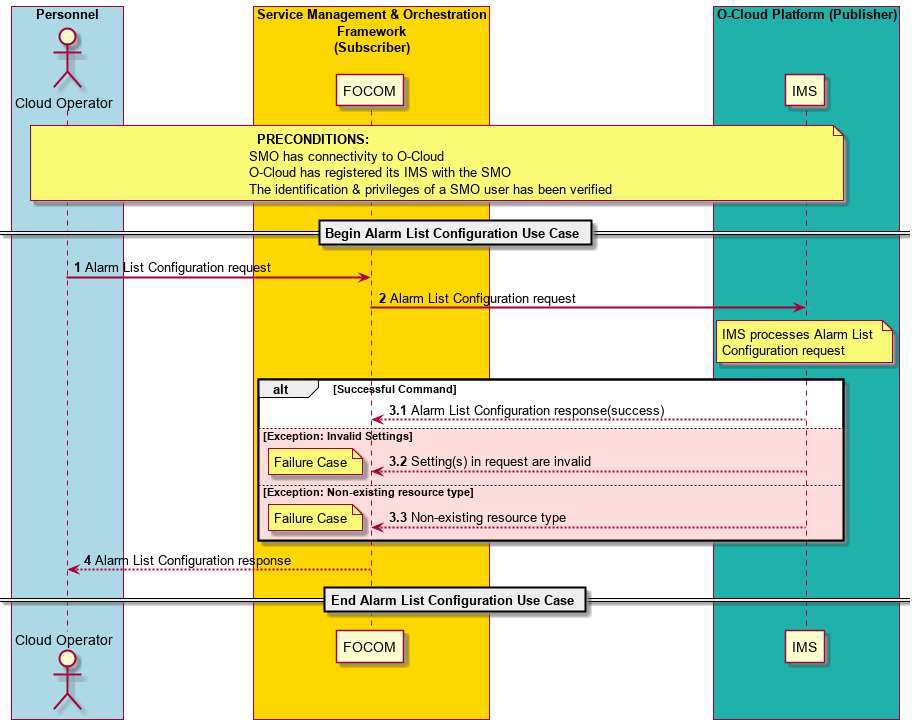 Personnel
Service Management & Orchestration
Framework
(Subscriber)
O-Cloud Platform (Publisher)
Cloud Operator
FOCOM
IMS
PRECONDITIONS:
SMO has connectivity to O-Cloud
O-Cloud has registered its IMS with the SMO
The identification & privileges of a SMO user has been verified
Begin Alarm List Configuration Use Case
1 Alarm List Configuration request
2 Alarm List Configuration request
IMS processes Alarm List
Configuration request
alt [Successful Command]
3.1 Alarm List Configuration response(success)
[Exception: Invalid Settings]
Failure Case
3.2 Setting(s) in request are invalid
[Exception: Non-existing resource type]
Failure Case
3.3 Non-existing resource type
4 Alarm List Configuration response
End Alarm List Configuration Use Case
Cloud Operator
FOCOM
IMS